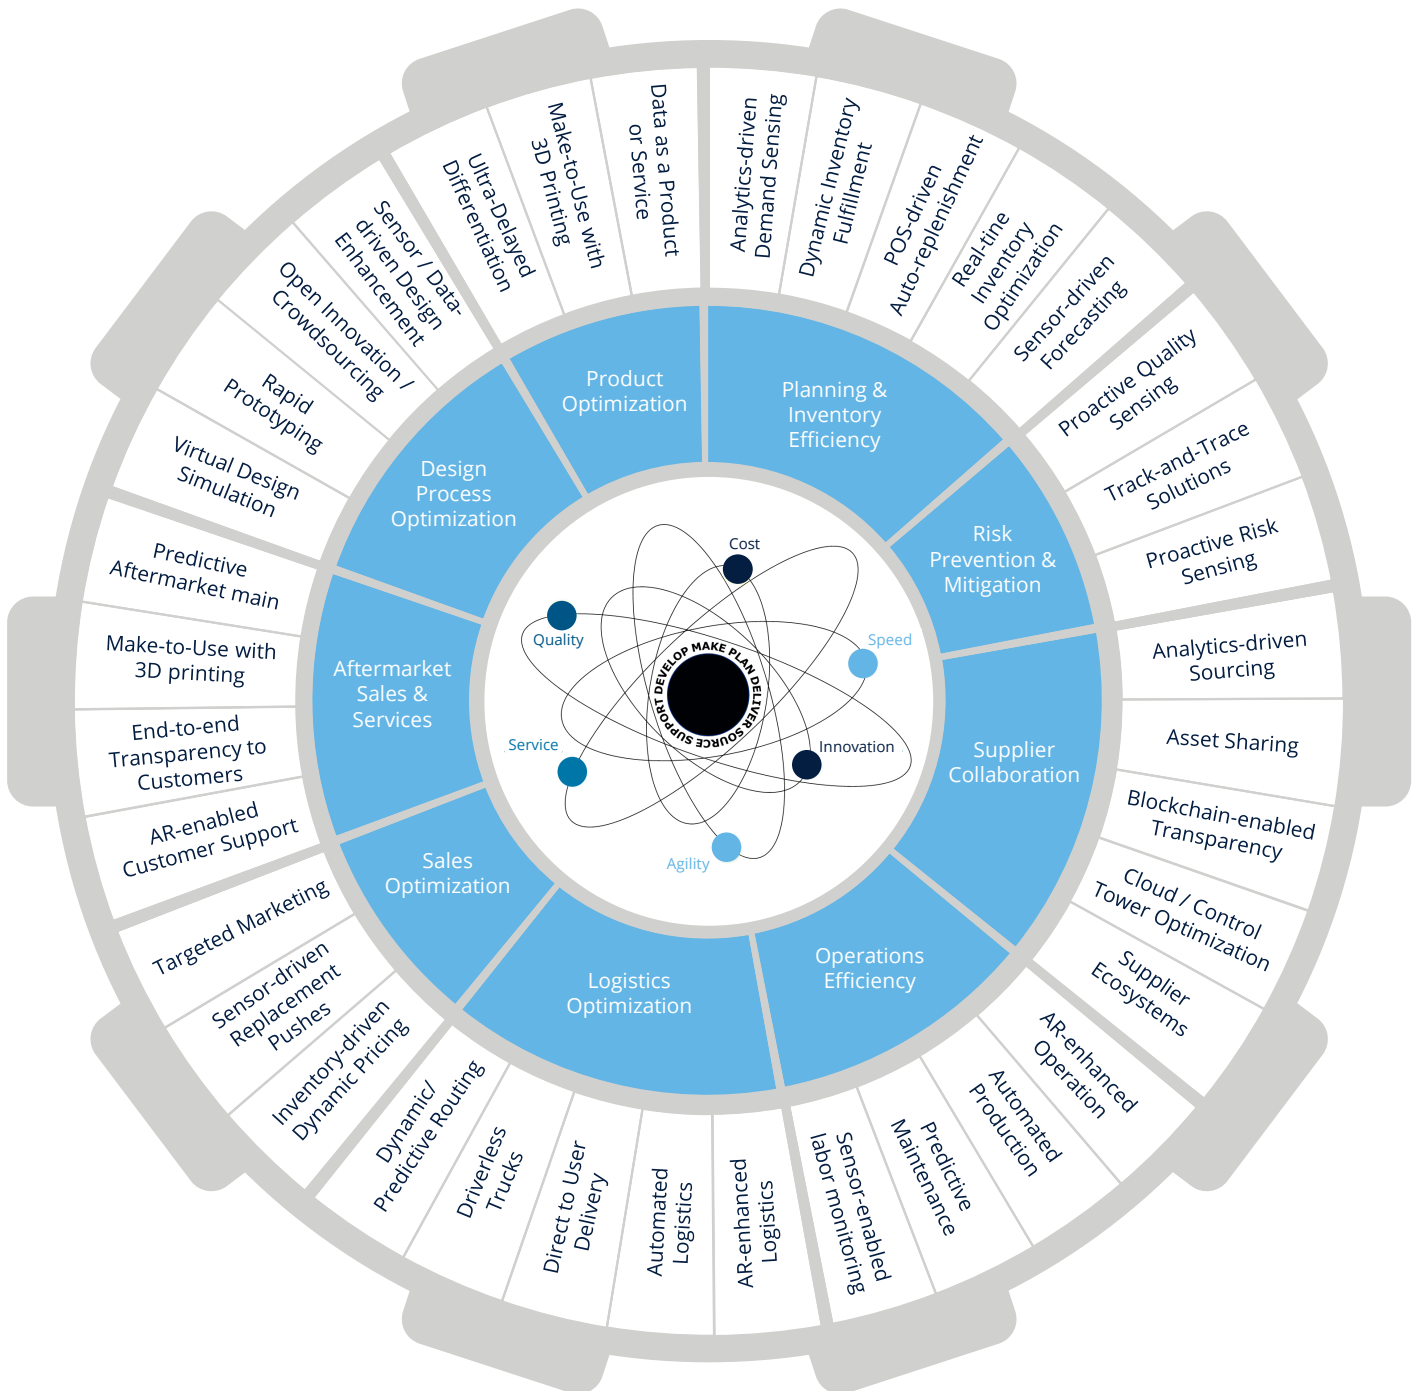 Analytics-driven
Demand Sensing
Dynamic Inventory
Fulfillment
POS-driven
Auto-replenishment
Real-tine
Inventory
Optimization
Sensor-driven
Forecasting
Proactive Quality
Sensing
Track-and-Trace
Solutions
Proactive Risk
Sensing
Analytics-driven
Sourcing
Asset Sharing
Blockchain-enabled
Transparency
Cloud / Control
Tower Optimization
Supplier
Ecosystems
AR-enhanced
Operation
Automated
Production
Predictive
Maintenance
Sensor-enabled
labor monitoring
AR-enhanced
Logistics
Automated
Logistics
Direct to User
Delivery
Driverless
Trucks
Dynamic/
Predictive Routing
Inventory-driven
Dynamic Pricing
Sensor-driven
Replacement
Pushes
Targeted Marketing
AR-enabled
Customer Support
End-to-end
Transparency to
Customers
Make-to-Use with
3D printing
Predictive
Aftermarket main
Virtual Design
Simulation
Rapid
Prototyping
Open Innovation /
Crowdsourcing
Sensor / Data-
driven Design
Enhancement
Ultra-Delayed
Differentiation
Make-to-Use with
3D Printing
Data as a Product
or Service
Planning &
Inventory
Efficiency
Risk
Prevention &
Mitigation
Supplier
Collaboration
Operations
Efficiency
Logistics
Optimization
Sales
Optimization
Aftermarket
Sales &
Services
Design
Process
Optimization
Product
Optimization
Cost
Speed
Innovation
Agility
Service
Quality
DEVELOP MAKE PLAN DELIVER SOURCE SUPPORT